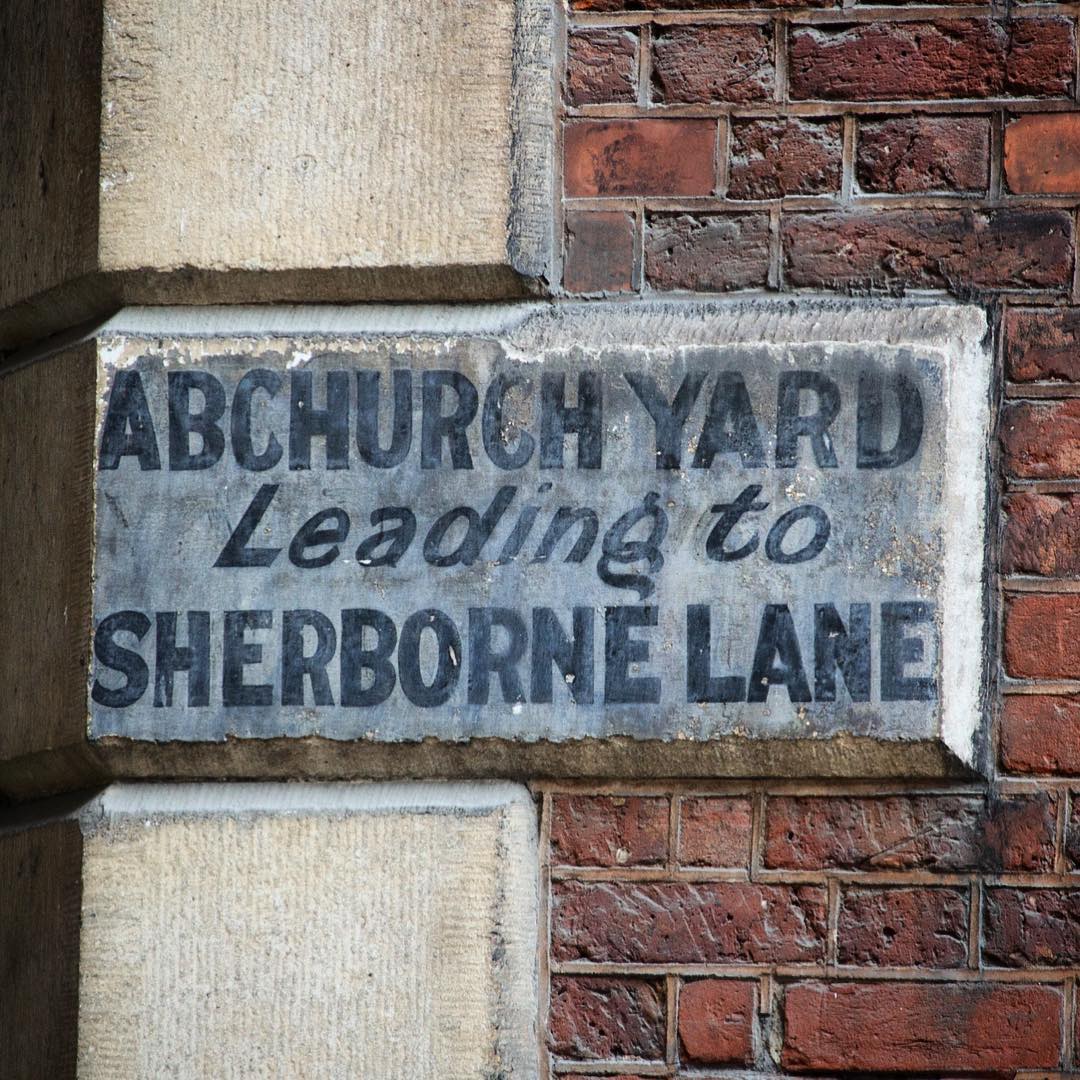 ABCHURCH YARD
Leading to
SHERBORNE LANE